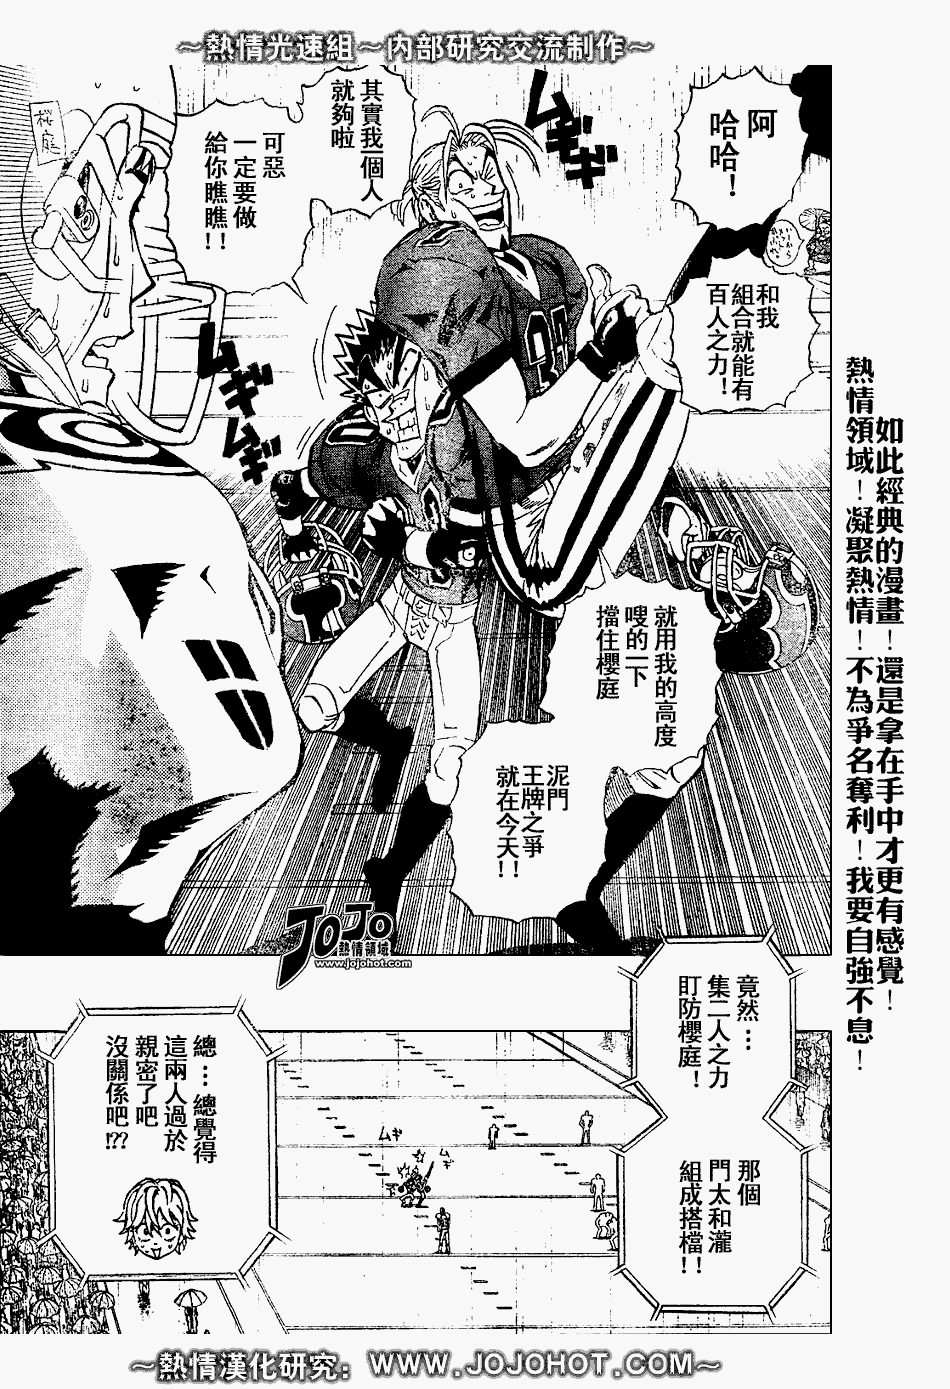 ～熱情光速組～内部研究交流制作～
阿
哈哈！
和我
組合就能有
百人之力！
其實我一個人
就夠啦
可惡
一定要做
給你瞧瞧！！
桜庭
ムギ
ムギ
ムギュ
ムギュ
就用我的高度
嗖的一下
擋住櫻庭
泥門
王牌之爭
就在今天！！
JOJO
熱情領域
www.jojohot.com
如此經典的漫畫！還是拿在手中才更有感覺！
熱情領域！凝聚熱情！不為爭名奪利！我要自強不息！
竟然…
集二人之力
盯防櫻庭！
那個
門太和瀧
組成搭檔！！
ムギ
ムギ
總…總覺得
這兩人過於
親密了吧
沒關係吧！？？
～熱情漢化研究：WWW.JOJOHOT.COM～